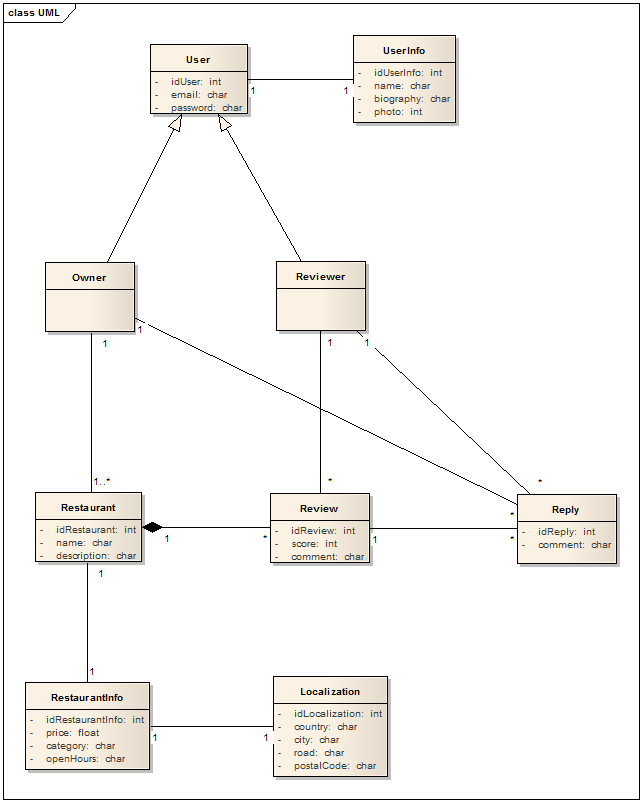 class UML
User
- idUser: int
- email: char
- password: char
1
1
UserInfo
- idUserInfo: int
- name: char
- biography: char
- photo: int
Owner
Reviewer
1
1
1
1
1..*
*
*
*
Restaurant
- idRestaurant: int
- name: char
- description: char
1
*
Review
- idReview: int
- score: int
- comment: char
1
*
Reply
- idReply: int
- comment: char
1
1
RestaurantInfo
- idRestaurantInfo: int
- price: float
- category: char
- openHours: char
1
1
Localization
- idLocalization: int
- country: char
- city: char
- road: char
- postalCode: char